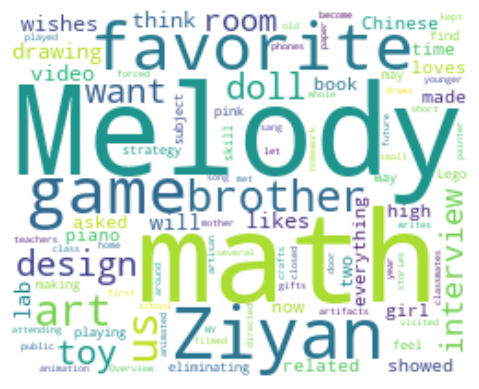 wishes think room played old become paper kept Chinese
drawing favorite phones find time
video want doll loves
forced book may younger
Melody
strategy subject pink skill whole made
song sang let met homework drama future short small painter
game brother may Lego
asked will likes high writes
piano mother everything
teachers class home math interview
design artisan several closed crafts gifts door two year stories classmates
lab around artifacts
making us now girl
art first Ziyan feel visited
attending playing school animated NY filmed directed related
public toy eliminating showed
animation Overview